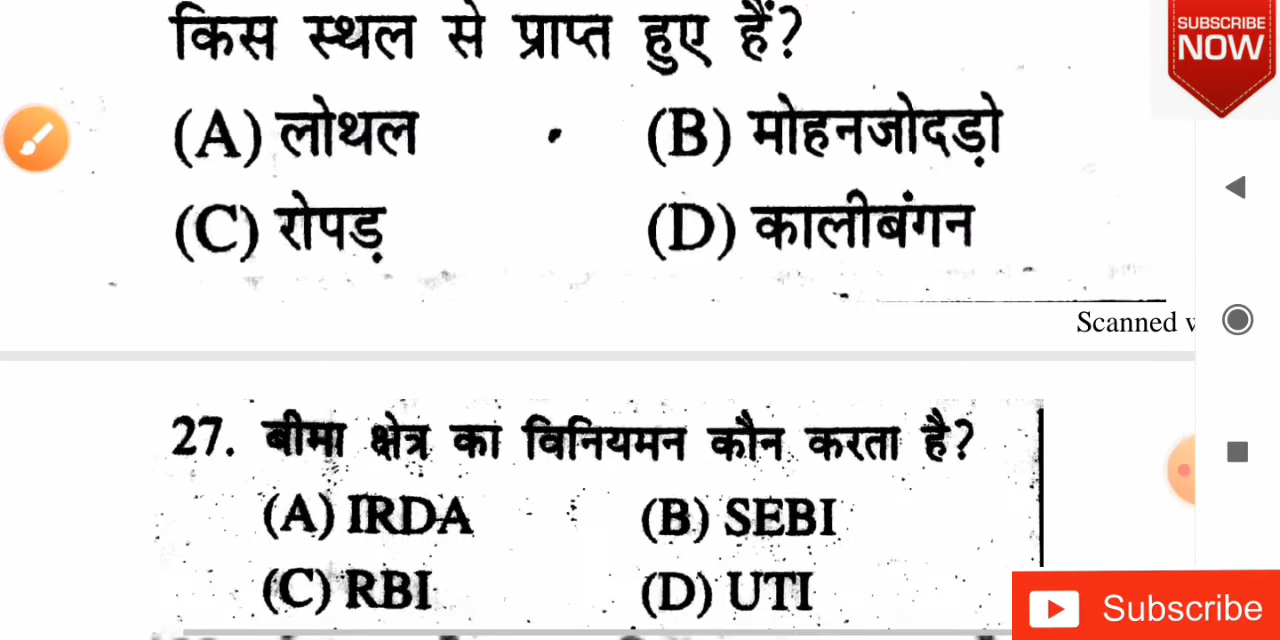 किस स्थल से प्राप्त हुए हैं?
(A) लोथल (B) मोहनजोदड़ो
(C) रोपड़ (D) कालीबंगन
Scanned
27. बीमा क्षेत्र का विनियमन कौन करता है?
(A) IRDA (B) SEBI
(C) RBI (D) UTI
SUBSCRIBE
NOW
Subscribe